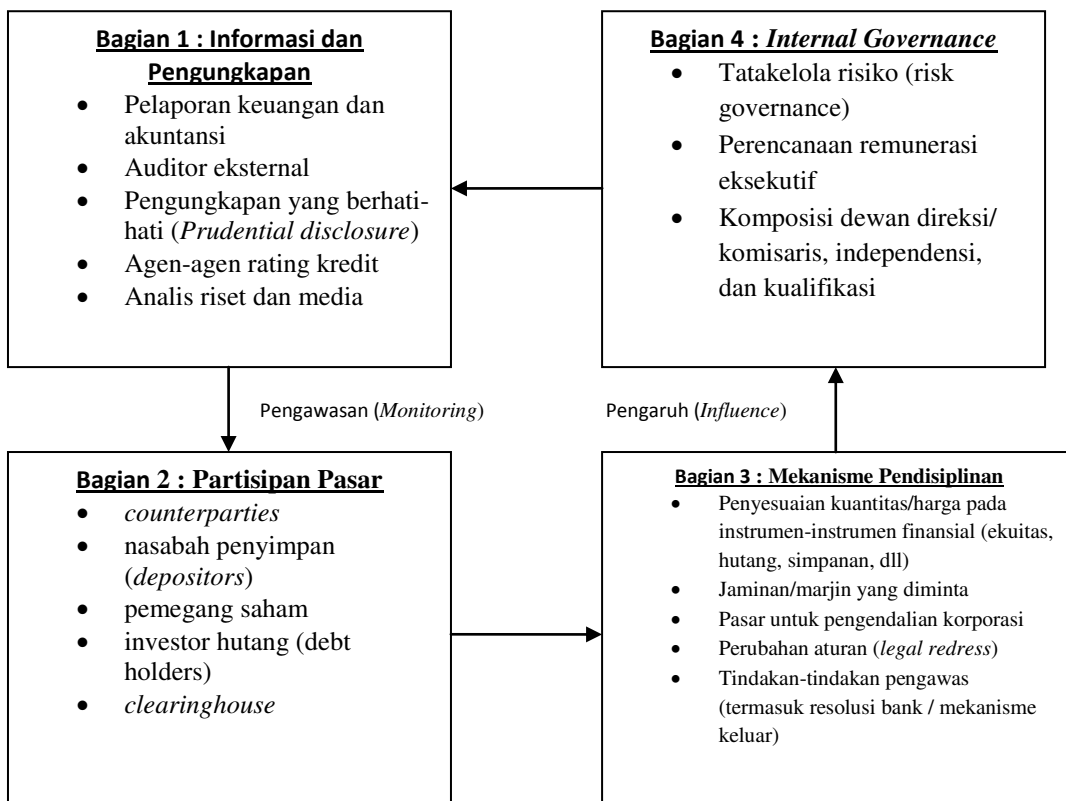 Bagian 1 : Informasi dan
Pengungkapan
• Pelaporan keuangan dan
akuntansi
• Auditor eksternal
• Pengungkapan yang berhati-
hati (Prudential disclosure)
• Agen-agen rating kredit
• Analis riset dan media
Bagian 4 : Internal Governance
• Tatakelola risiko (risk
governance)
• Perencanaan remunerasi
eksekutif
• Komposisi dewan direksi/
komisaris, independensi,
dan kualifikasi
Pengawasan (Monitoring)
Pengaruh (Influence)
Bagian 2 : Partisipan Pasar
• counterparties
• nasabah penyimpan
(depositors)
• pemegang saham
• investor hutang (debt
holders)
• clearinghouse
Bagian 3 : Mekanisme Pendisiplinan
• Penyesuaian kuantitas/harga pada
instrumen-instrumen finansial (ekuitas,
hutang, simpanan, dll)
• Jaminan/marjin yang diminta
• Pasar untuk pengendalian korporasi
• Perubahan aturan (legal redress)
• Tindakan-tindakan pengawas
(termasuk resolusi bank / mekanisme
keluar)